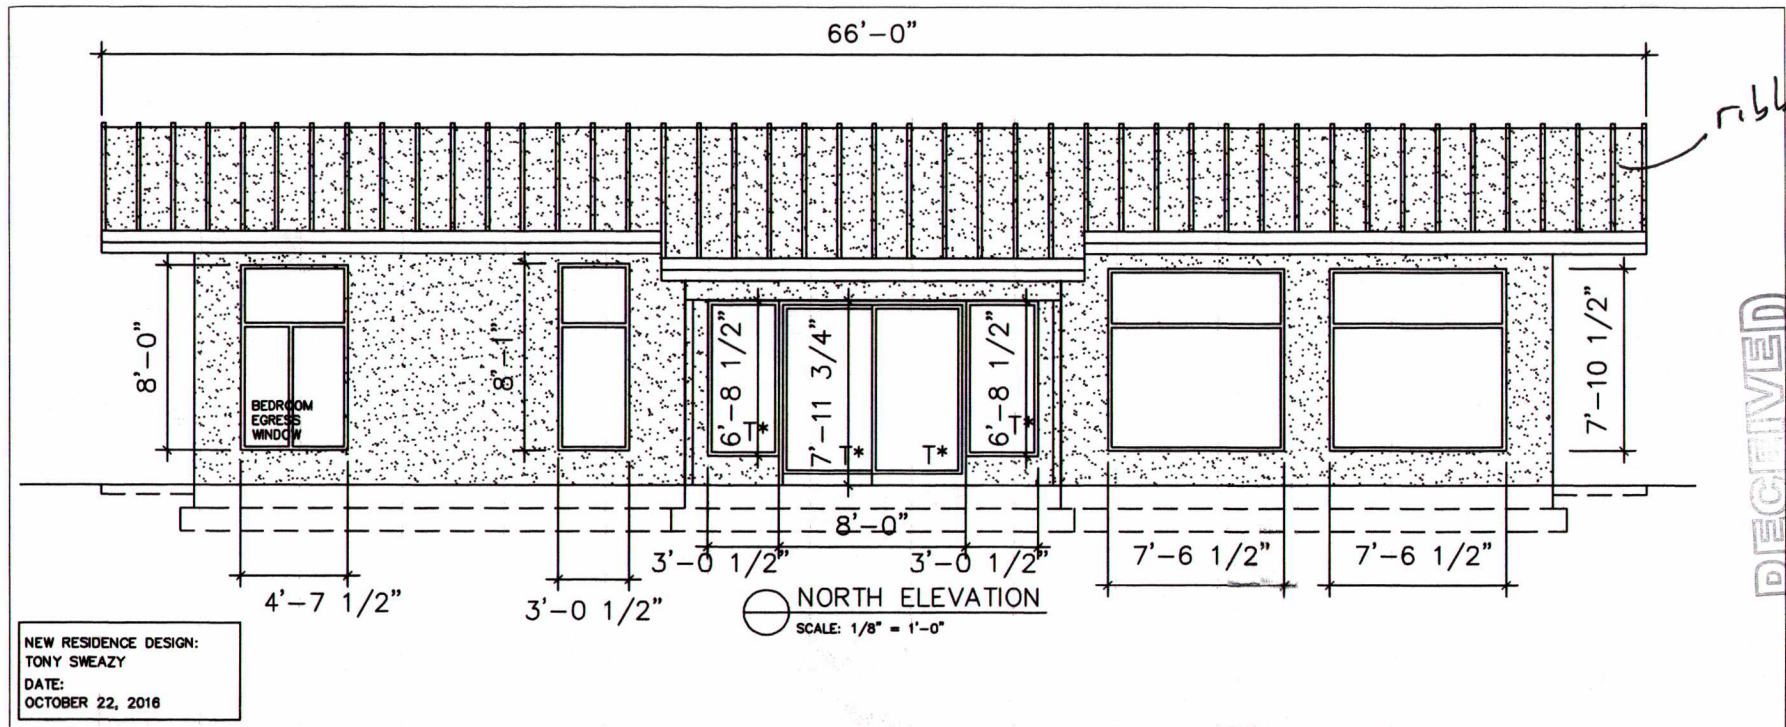 66'-0"
8'-0"
BEDROOM
EGRESS
WINDOW
8'-1"
6'-8 1/2"
T*
7'-11 3/4"
T*
T*
6'-8 1/2"
T*
7'-10 1/2"
8'-0"
3'-0 1/2"
3'-0 1/2"
7'-6 1/2"
7'-6 1/2"
4'-7 1/2"
3'-0 1/2"
NORTH ELEVATION
SCALE: 1/8" = 1'-0"
NEW RESIDENCE DESIGN:
TONY SWEAZY
DATE:
OCTOBER 22, 2016